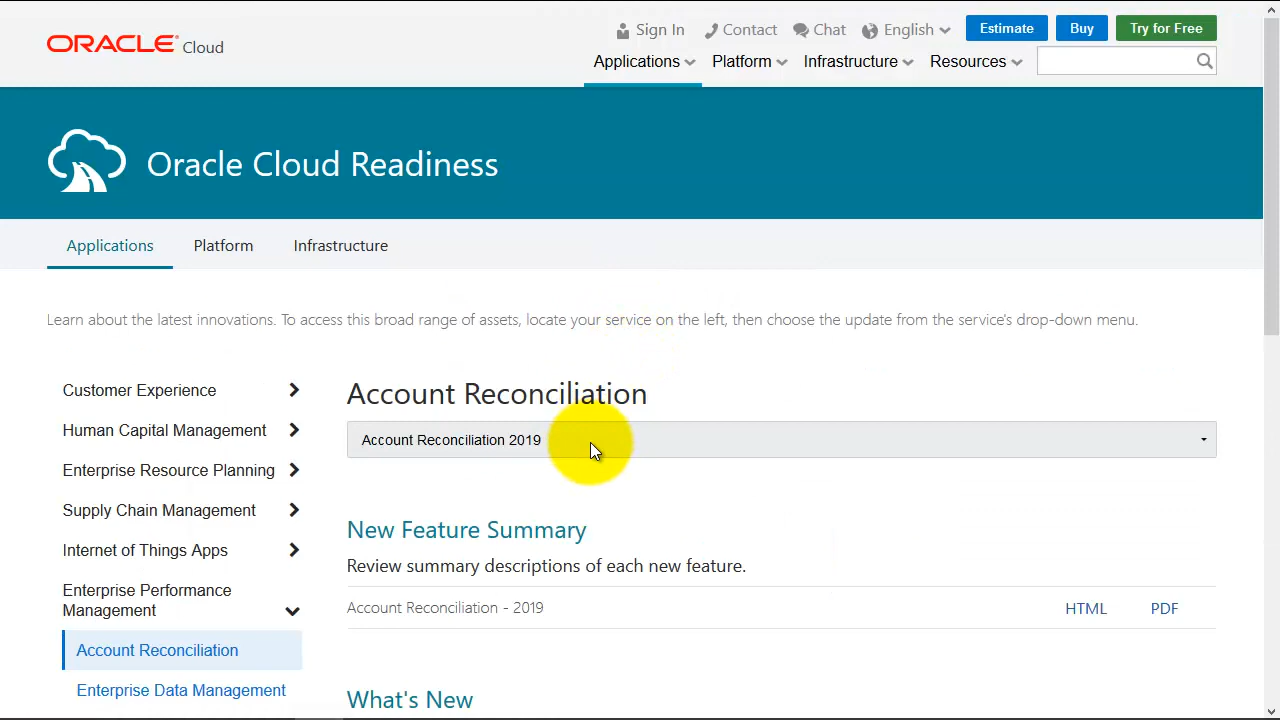 ORACLE Cloud
Sign In Contact Chat English Estimate Buy Try for Free
Applications Platform Infrastructure Resources
Oracle Cloud Readiness
Applications Platform Infrastructure
Learn about the latest innovations. To access this broad range of assets, locate your service on the left, then choose the update from the service's drop-down menu.
Customer Experience
Human Capital Management
Enterprise Resource Planning
Supply Chain Management
Internet of Things Apps
Enterprise Performance
Management
Account Reconciliation
Enterprise Data Management
Account Reconciliation
Account Reconciliation 2019
New Feature Summary
Review summary descriptions of each new feature.
Account Reconciliation - 2019 HTML PDF
What's New